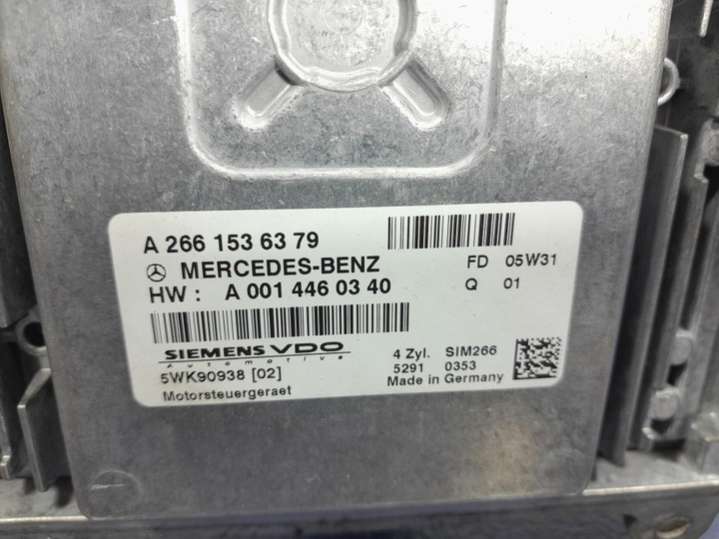 A 266 153 63 79
MERCEDES-BENZ
FD 05W31
HW : A 001 446 03 40
Q 01
SIEMENS VDO
Automotive
4 Zyl. SIM266
5WK90938 [02]
5291 0353
Motorsteuergeraet
Made in Germany